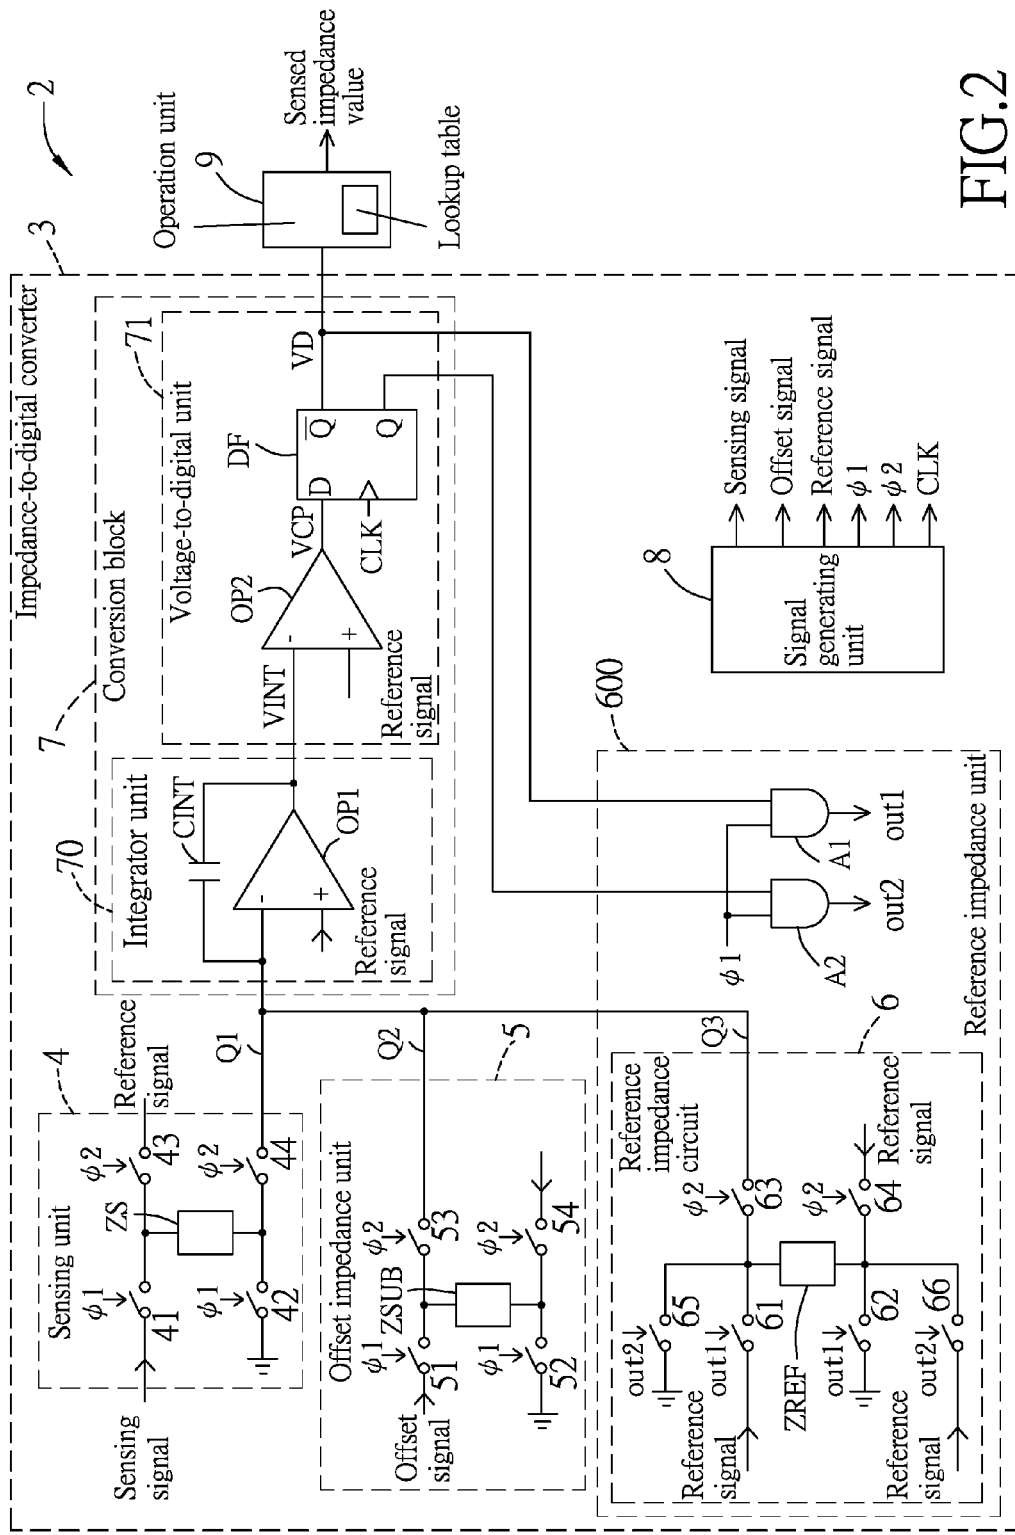 2
3
Impedance-to-digital converter
7
Conversion block
70
Integrator unit
CINT
OP1
-
+
Reference
signal
71
Voltage-to-digital unit
VINT
OP2
-
+
Reference
signal
VCP
DF
D
Q
Q
CLK
VD
Operation unit
9
Lookup table
Sensed
impedance
value
4
Sensing unit
Sensing
signal
ϕ1
41
ZS
ϕ2
43
Reference
signal
ϕ1
42
ϕ2
44
Q1
5
Offset impedance unit
Offset
signal
ϕ1
51
ZSUB
ϕ2
53
Q2
ϕ1
52
ϕ2
54
600
Reference impedance unit
6
Reference
impedance
circuit
out2
65
out1
61
Reference
signal
ϕ2
63
Q3
ZREF
out1
62
ϕ2
64
Reference
signal
out2
66
Reference
signal
ϕ1
A1
out1
A2
out2
8
Signal
generating
unit
Sensing signal
Offset signal
Reference signal
ϕ1
ϕ2
CLK
FIG.2